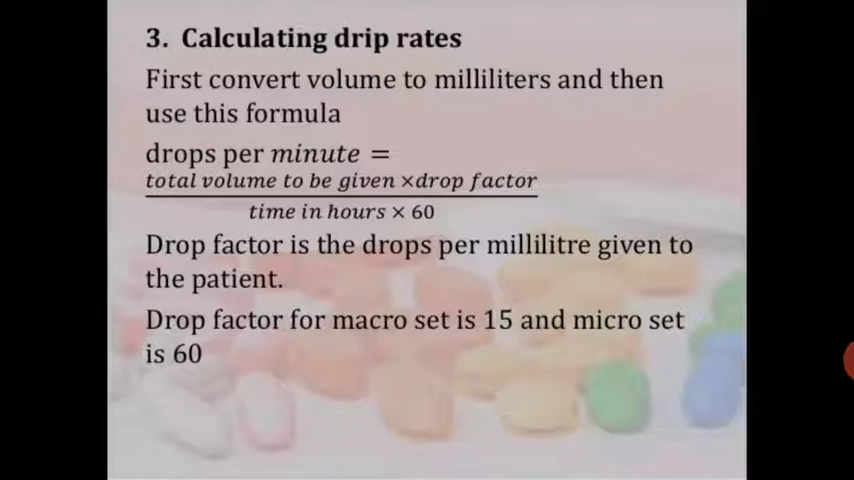 3. Calculating drip rates
First convert volume to milliliters and then
use this formula
drops per minute =
total volume to be given ×drop factor
time in hours × 60
Drop factor is the drops per millilitre given to
the patient.
Drop factor for macro set is 15 and micro set
is 60